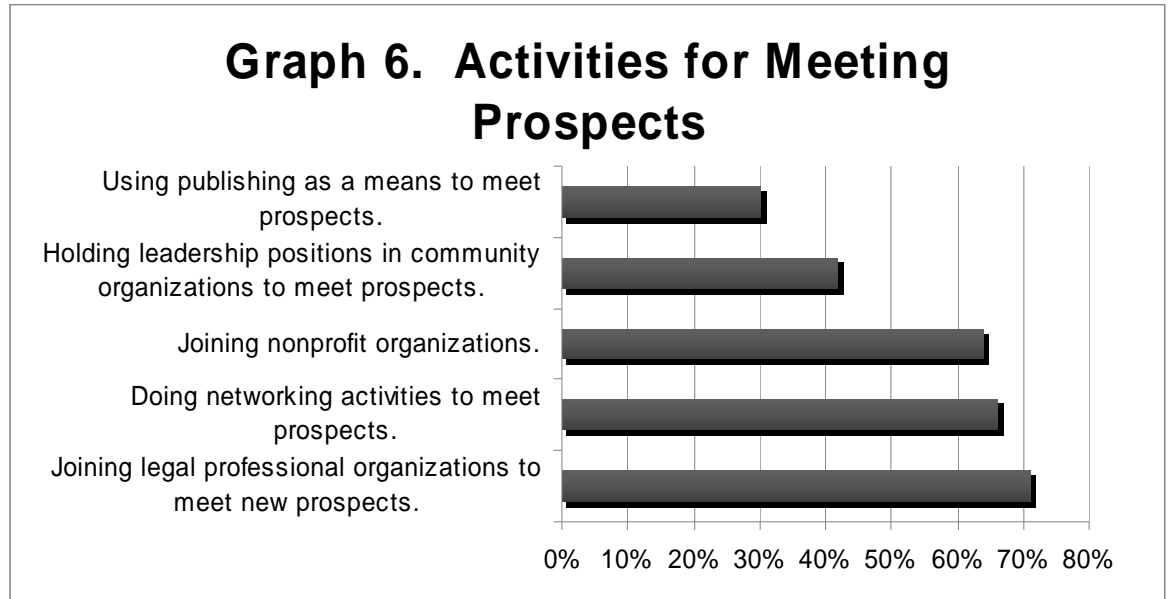 Graph 6. Activities for Meeting
Prospects
Using publishing as a means to meet
prospects.
Holding leadership positions in community
organizations to meet prospects.
Joining nonprofit organizations.
Doing networking activities to meet
prospects.
Joining legal professional organizations to
meet new prospects.
0% 10% 20% 30% 40% 50% 60% 70% 80%